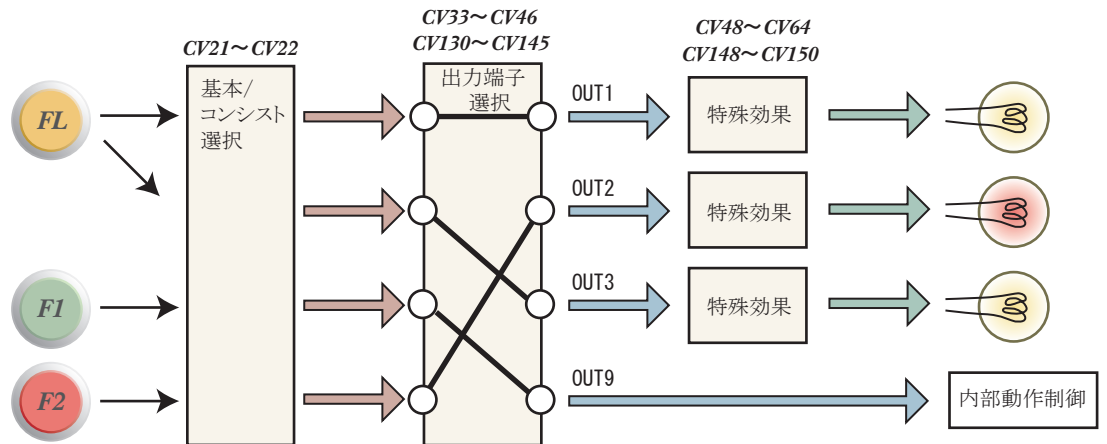 CV33～CV46
CV130～CV145
CV48～CV64
CV148～CV150
CV21～CV22
基本/
コンシスト
選択
出力端子
選択
FL
OUT1
特殊効果
OUT2
特殊効果
F1
OUT3
特殊効果
F2
OUT9
内部動作制御